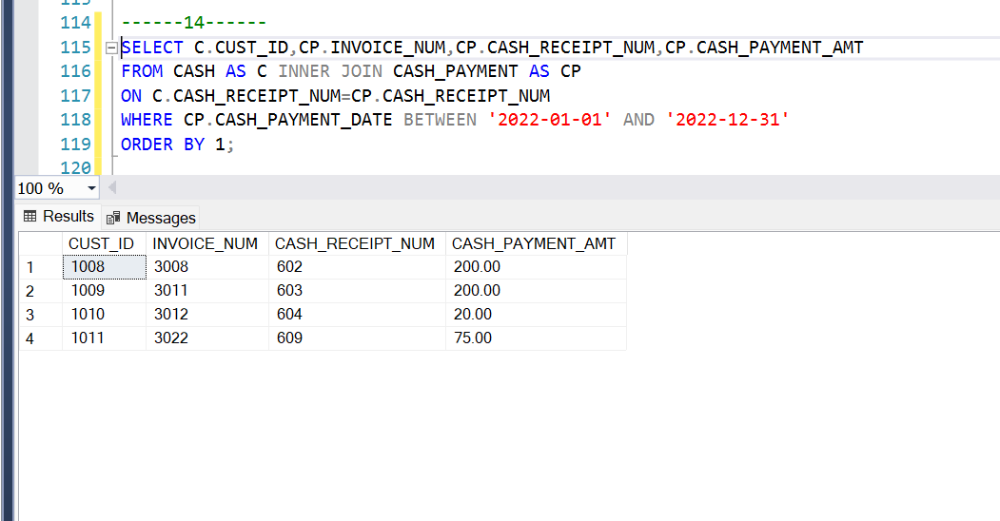 114 ------14------
115 SELECT C.CUST_ID,CP.INVOICE_NUM,CP.CASH_RECEIPT_NUM,CP.CASH_PAYMENT_AMT
116 FROM CASH AS C INNER JOIN CASH_PAYMENT AS CP
117 ON C.CASH_RECEIPT_NUM=CP.CASH_RECEIPT_NUM
118 WHERE CP.CASH_PAYMENT_DATE BETWEEN '2022-01-01' AND '2022-12-31'
119 ORDER BY 1;
120
100 %
Results Messages
CUST_ID INVOICE_NUM CASH_RECEIPT_NUM CASH_PAYMENT_AMT
1 1008 3008 602 200.00
2 1009 3011 603 200.00
3 1010 3012 604 20.00
4 1011 3022 609 75.00